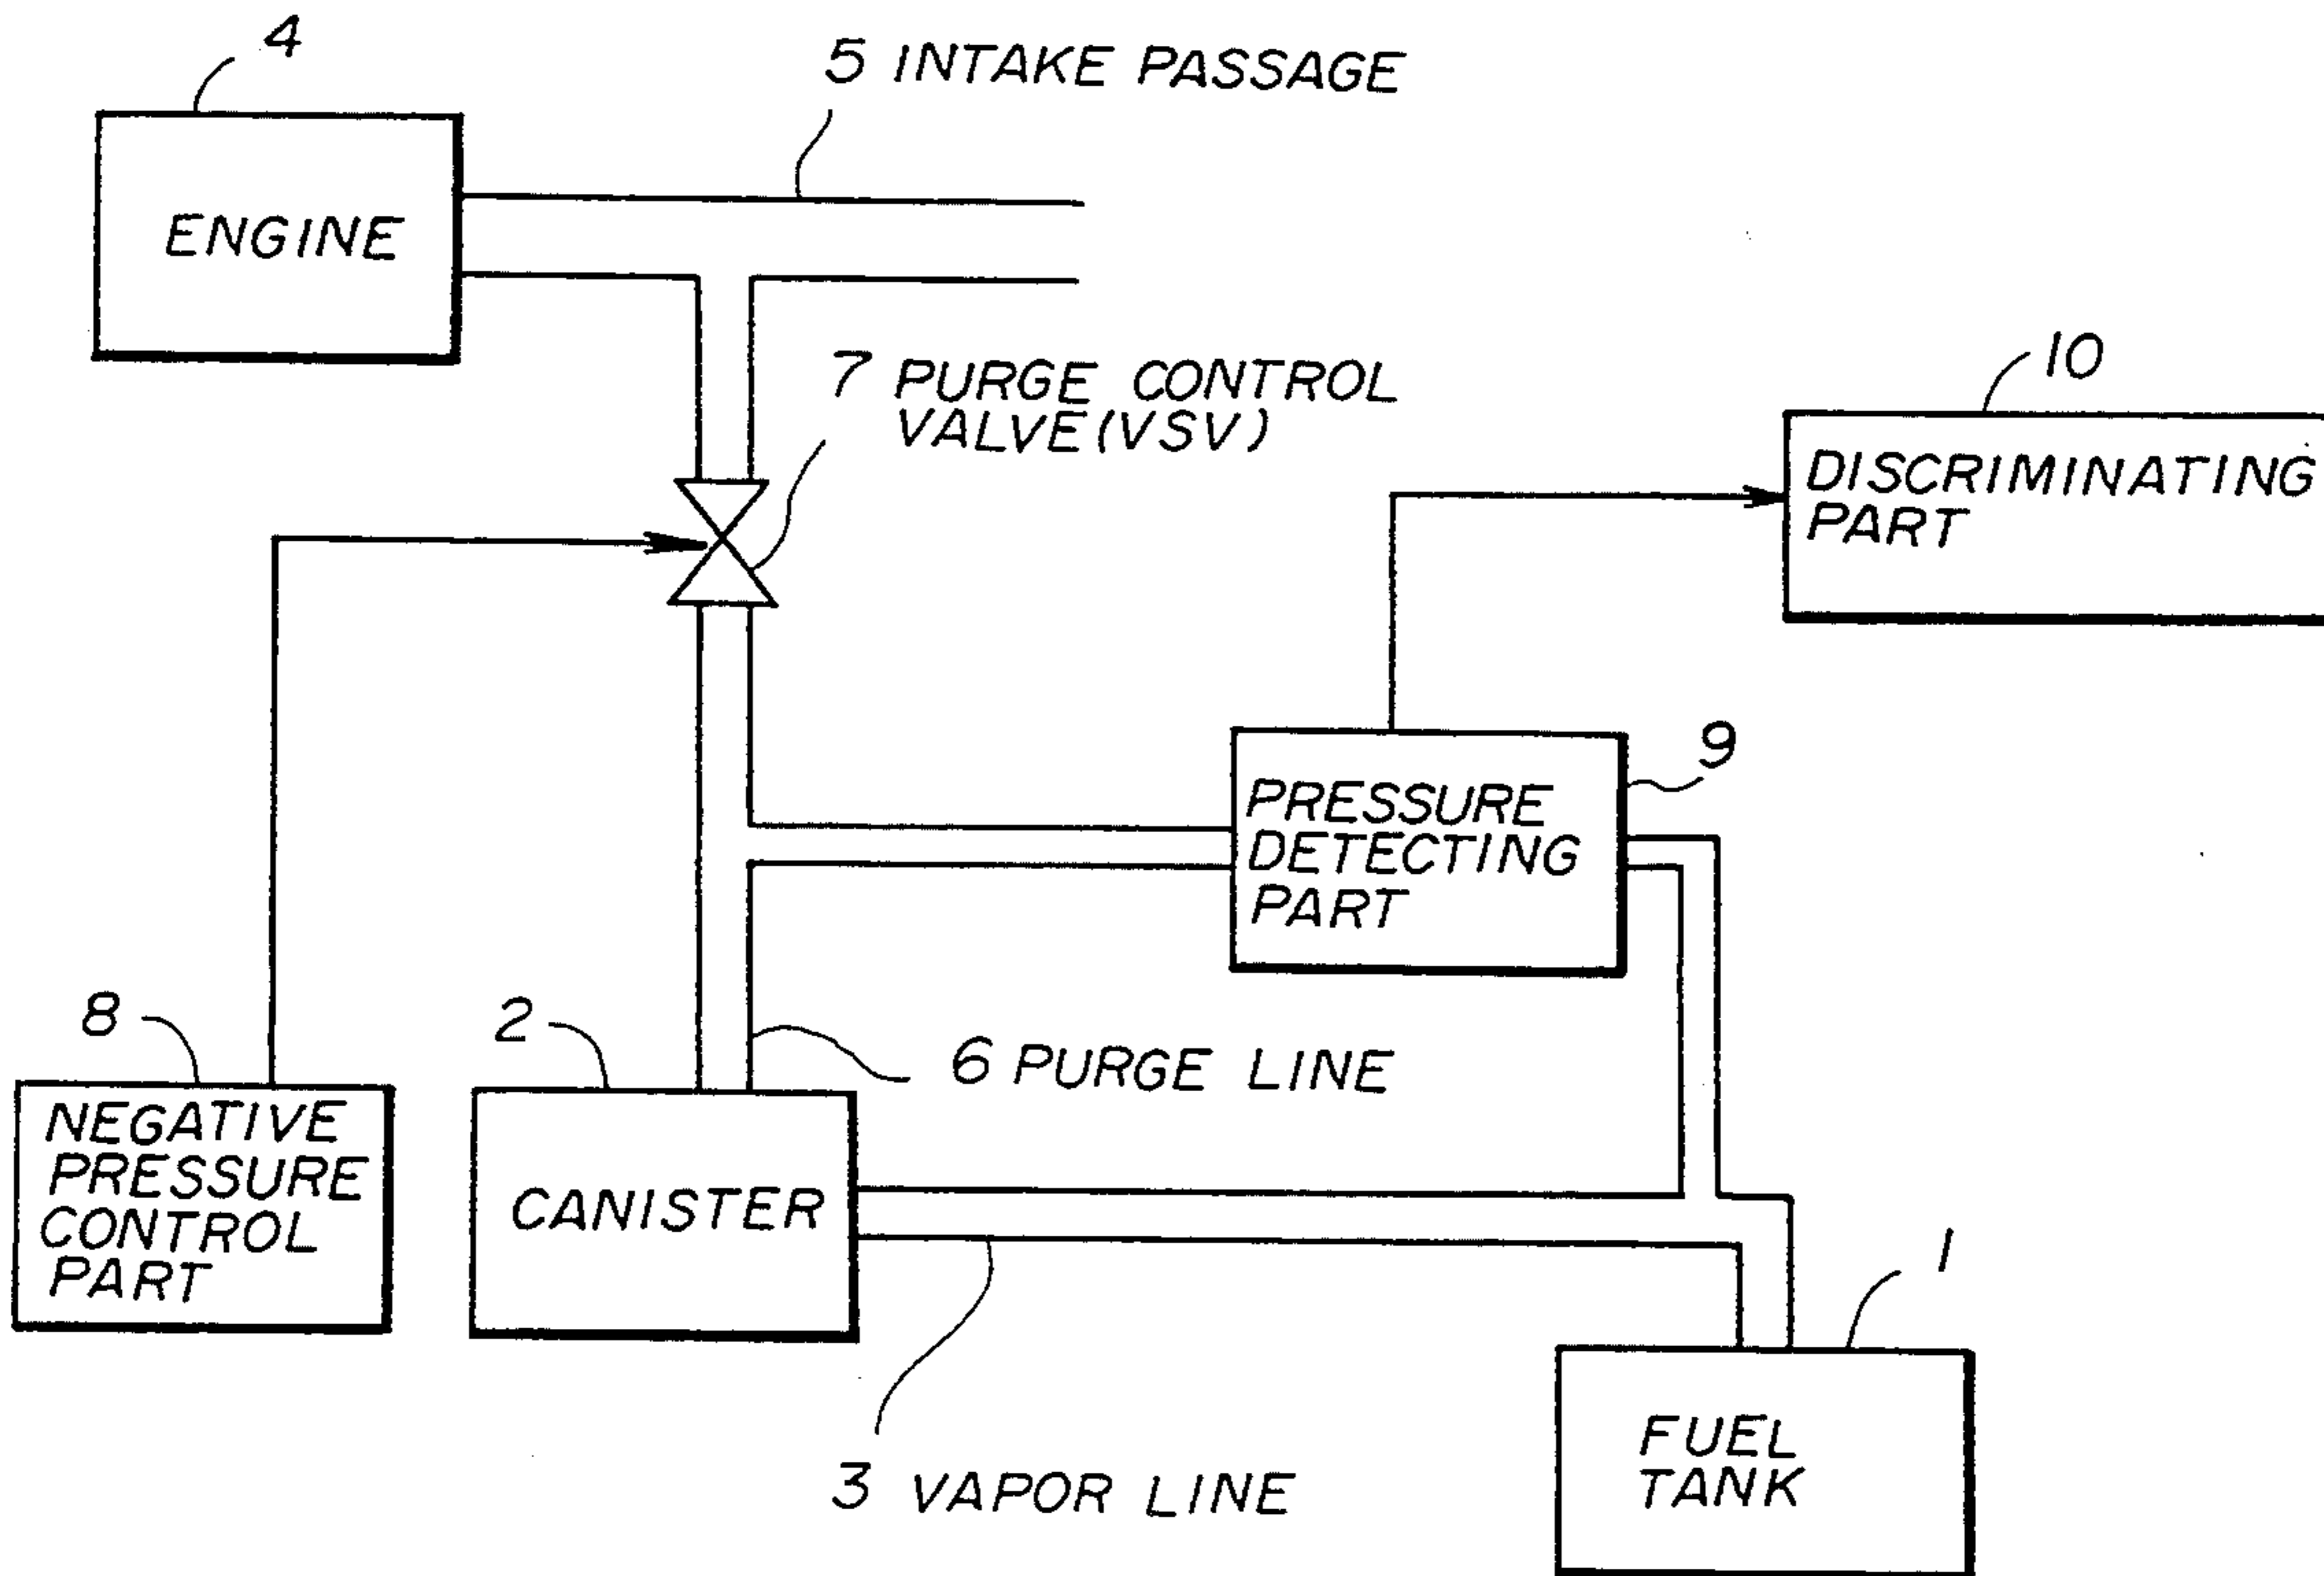 4
5 INTAKE PASSAGE
ENGINE
7 PURGE CONTROL
VALVE(VSV)
10
DISCRIMINATING
PART
9
PRESSURE
DETECTING
PART
8
2
6 PURGE LINE
NEGATIVE
PRESSURE
CONTROL
PART
CANISTER
1
3 VAPOR LINE
FUEL
TANK